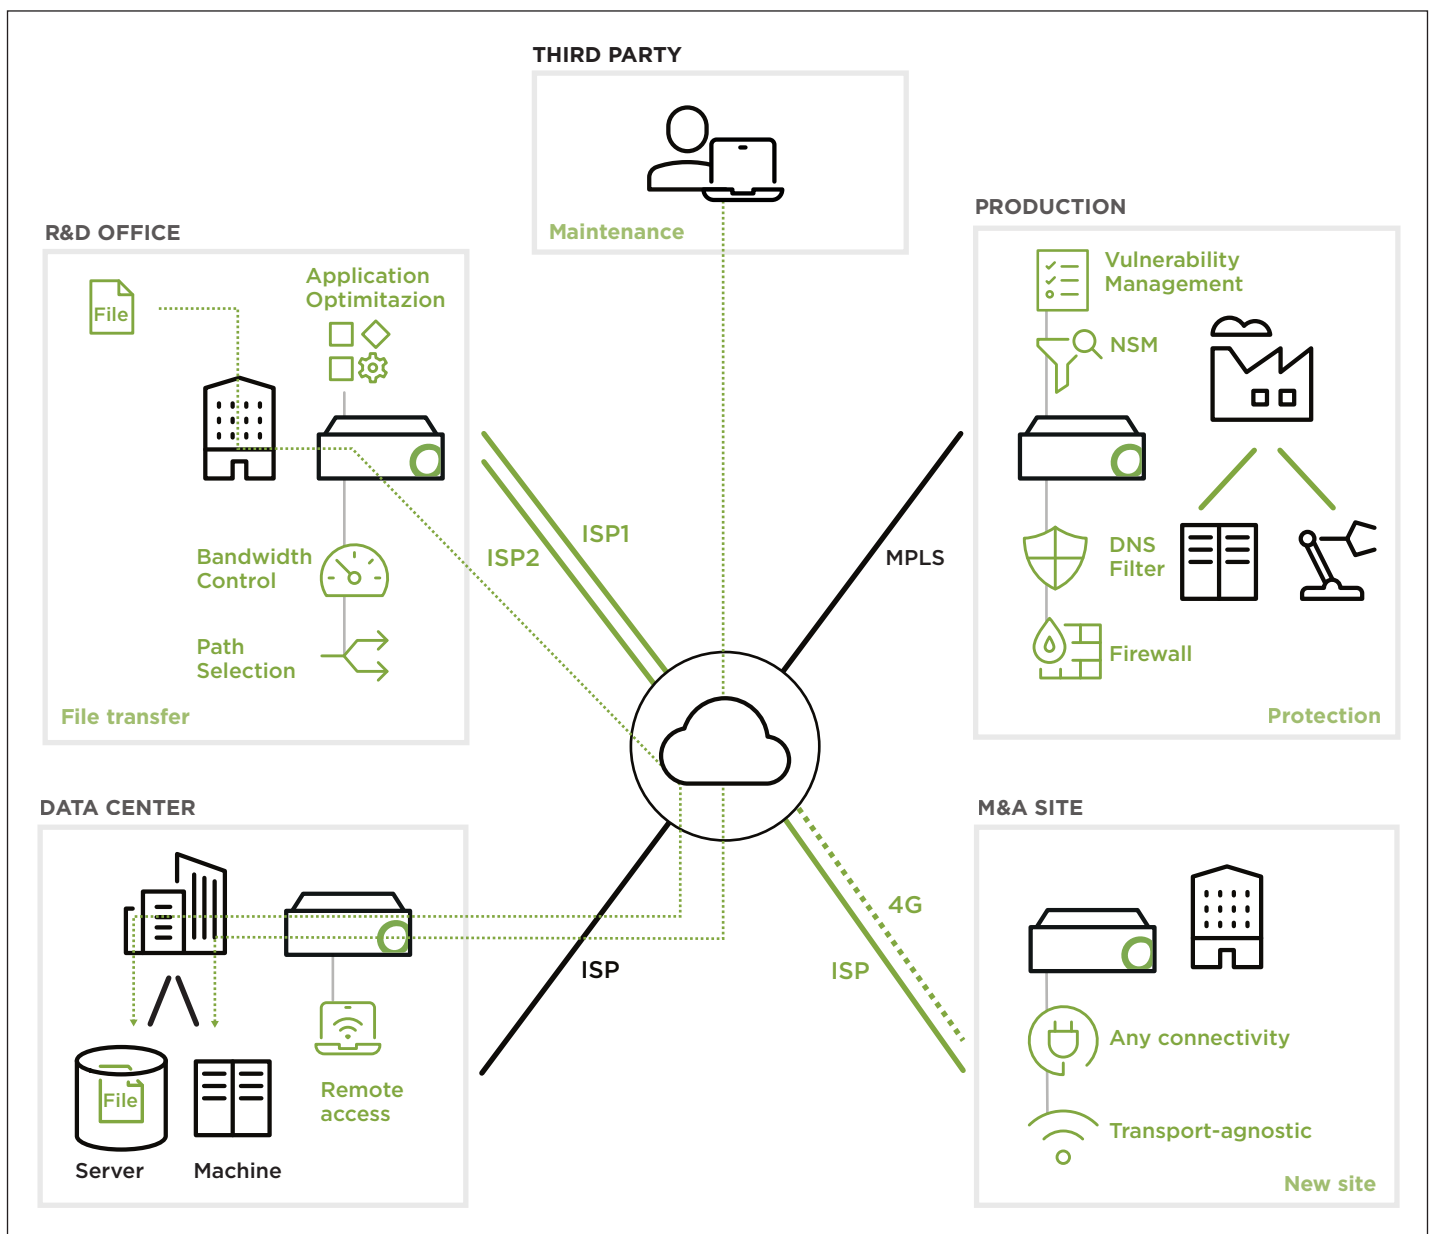 THIRD PARTY
Maintenance
R&D OFFICE
File
Application
Optimitazion
Bandwidth
Control
Path
Selection
File transfer
ISP1
ISP2
PRODUCTION
Vulnerability
Management
NSM
DNS
Filter
Firewall
Protection
MPLS
DATA CENTER
Remote
access
File
Server
Machine
ISP
4G
ISP
M&A SITE
Any connectivity
Transport-agnostic
New site